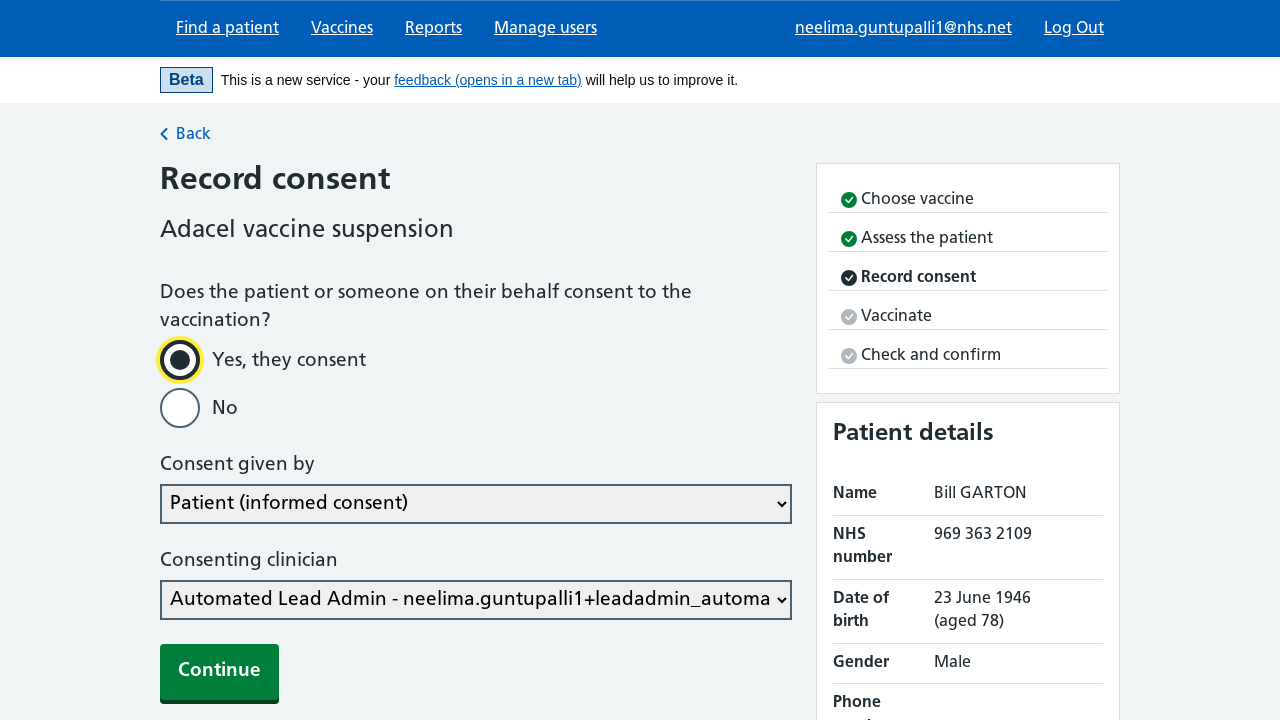 Find a patient
Vaccines
Reports
Manage users
neelima.guntupalli1@nhs.net
Log Out
Beta
This is a new service - your feedback (opens in a new tab) will help us to improve it.
Back
Record consent
Adacel vaccine suspension
Does the patient or someone on their behalf consent to the
vaccination?
Yes, they consent
No
Consent given by
Patient (informed consent)
Consenting clinician
Automated Lead Admin - neelima.guntupalli1+leadadmin_automa
Continue
Choose vaccine
Assess the patient
Record consent
Vaccinate
Check and confirm
Patient details
Name
Bill GARTON
NHS
number
969 363 2109
Date of
birth
23 June 1946
(aged 78)
Gender
Male
Phone